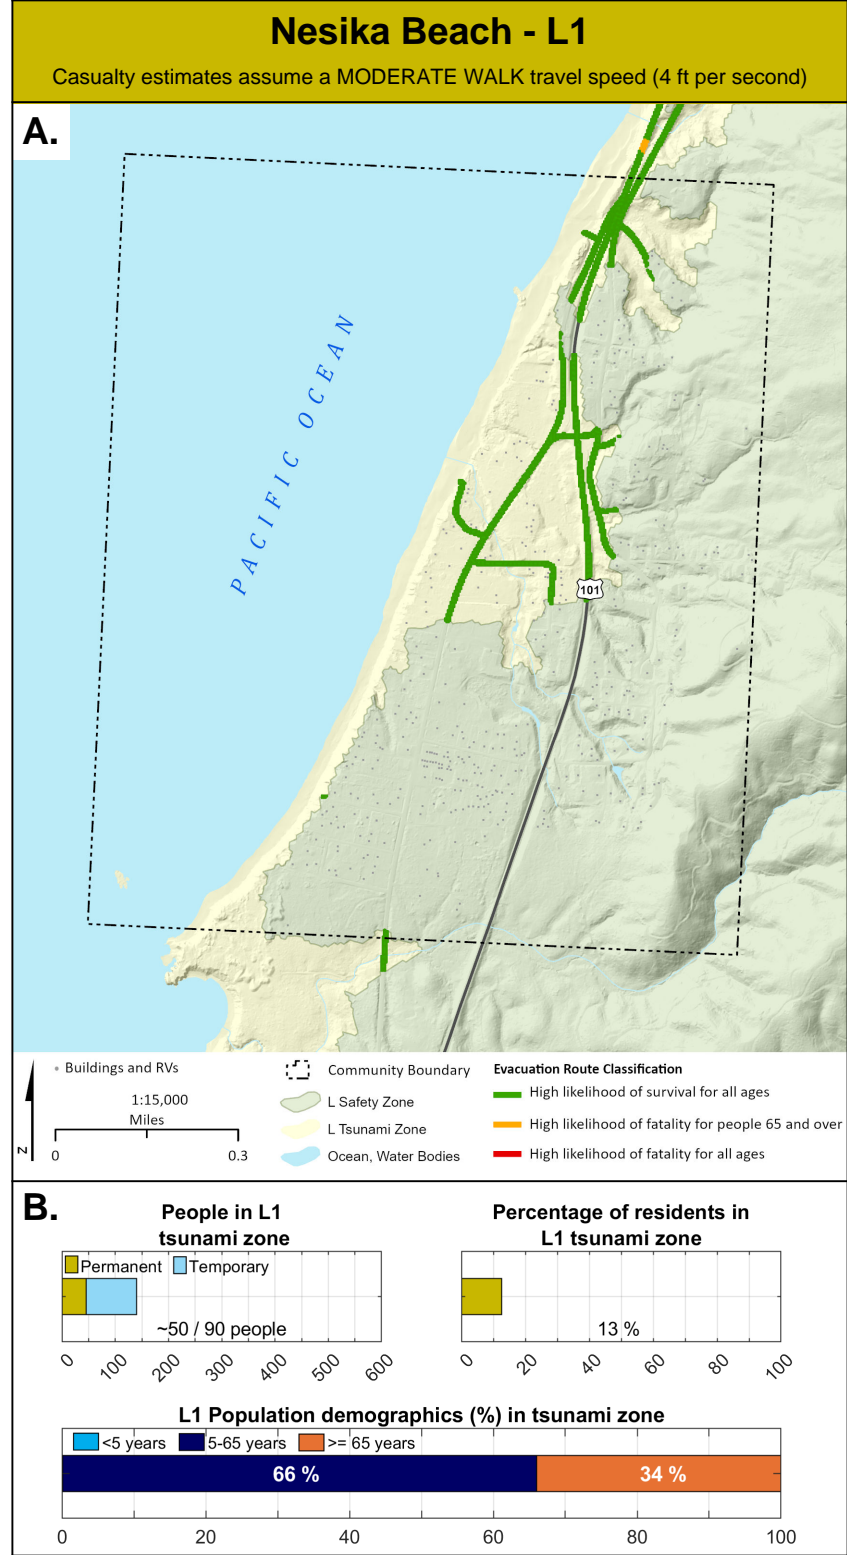 Nesika Beach - L1
Casualty estimates assume a MODERATE WALK travel speed (4 ft per second)
A.
PACIFIC OCEAN
101
Buildings and RVs
1:15,000
Miles
0 0.3
N
Community Boundary
L Safety Zone
L Tsunami Zone
Ocean, Water Bodies
Evacuation Route Classification
High likelihood of survival for all ages
High likelihood of fatality for people 65 and over
High likelihood of fatality for all ages
B.
People in L1
tsunami zone
Permanent Temporary
~50 / 90 people
0 100 200 300 400 500 600
Percentage of residents in
L1 tsunami zone
13 %
0 20 40 60 80 100
L1 Population demographics (%) in tsunami zone
<5 years 5-65 years >= 65 years
66 % 34 %
0 20 40 60 80 100